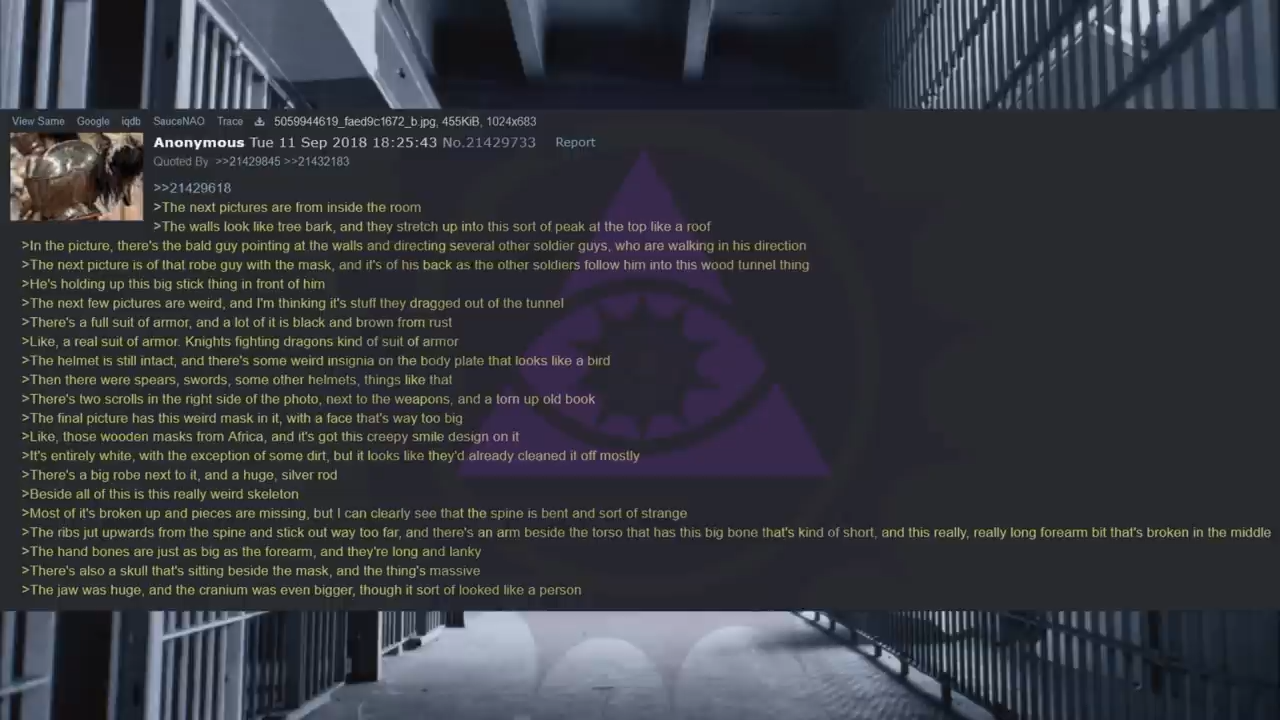 View Same Google iqdb SauceNAO Trace 5059944619_faed9c1672_b.jpg, 455KiB, 1024x683
Anonymous Tue 11 Sep 2018 18:25:43 No.21429733 Report
Quoted By >>21429845 >>21432183
>>21429618
>The next pictures are from inside the room
>The walls look like tree bark, and they stretch up into this sort of peak at the top like a roof
>In the picture, there's the bald guy pointing at the walls and directing several other soldier guys, who are walking in his direction
>The next picture is of that robe guy with the mask, and it's of his back as the other soldiers follow him into this wood tunnel thing
>He's holding up this big stick thing in front of him
>The next few pictures are weird, and I'm thinking it's stuff they dragged out of the tunnel
>There's a full suit of armor, and a lot of it is black and brown from rust
>Like, a real suit of armor. Knights fighting dragons kind of suit of armor
>The helmet is still intact, and there's some weird insignia on the body plate that looks like a bird
>Then there were spears, swords, some other helmets, things like that
>There's two scrolls in the right side of the photo, next to the weapons, and a torn up old book
>The final picture has this weird mask in it, with a face that's way too big
>Like, those wooden masks from Africa, and it's got this creepy smile design on it
>It's entirely white, with the exception of some dirt, but it looks like they'd already cleaned it off mostly
>There's a big robe next to it, and a huge, silver rod
>Beside all of this is this really weird skeleton
>Most of it's broken up and pieces are missing, but I can clearly see that the spine is bent and sort of strange
>The ribs jut upwards from the spine and stick out way too far, and there's an arm beside the torso that has this big bone that's kind of short, and this really, really long forearm bit that's broken in the middle
>The hand bones are just as big as the forearm, and they're long and lanky
>There's also a skull that's sitting beside the mask, and the thing's massive
>The jaw was huge, and the cranium was even bigger, though it sort of looked like a person